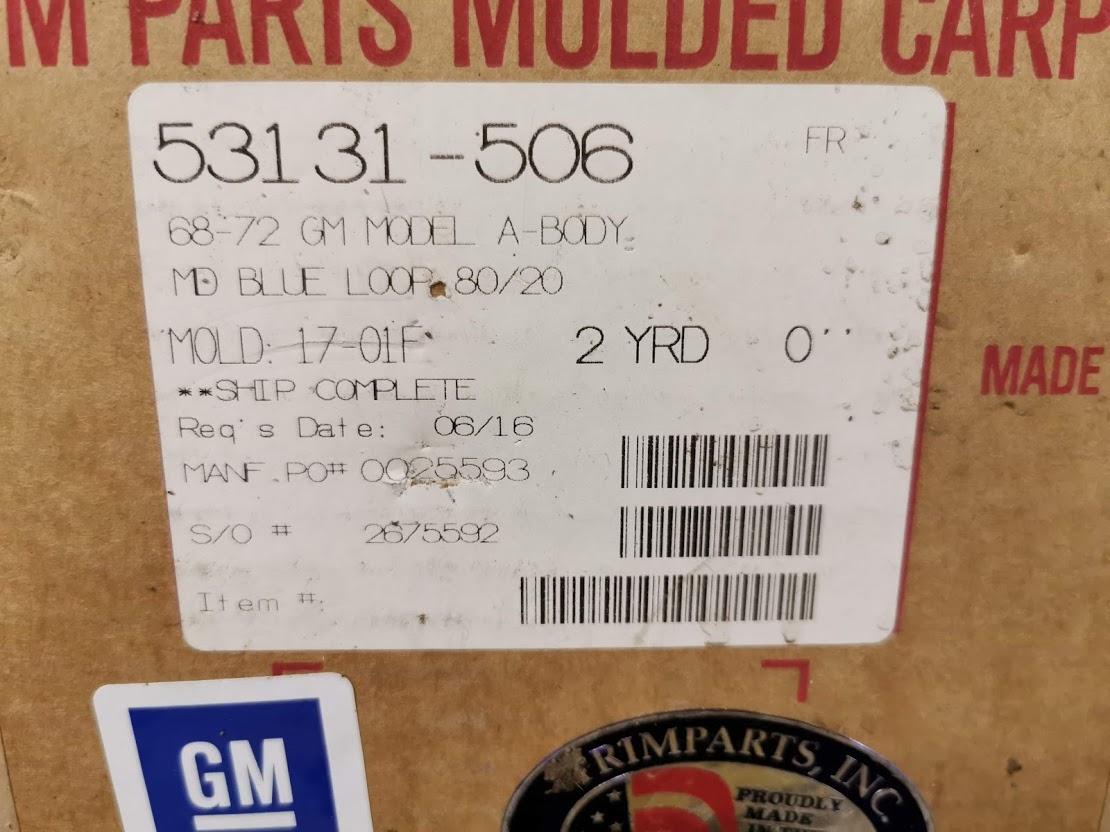 M PARTS MOLDED CARP
53131-506 FR
68-72 GM MODEL A-BODY
MD BLUE LOOP 80/20
MOLD: 17-01F 2 YRD 0''
MADE
**SHIP COMPLETE
Req's Date: 06/16
MANF.PO# 0025593
S/O # 2675592
Item #:
GM
TRIMPARTS, INC.
PROUDLY
MADE